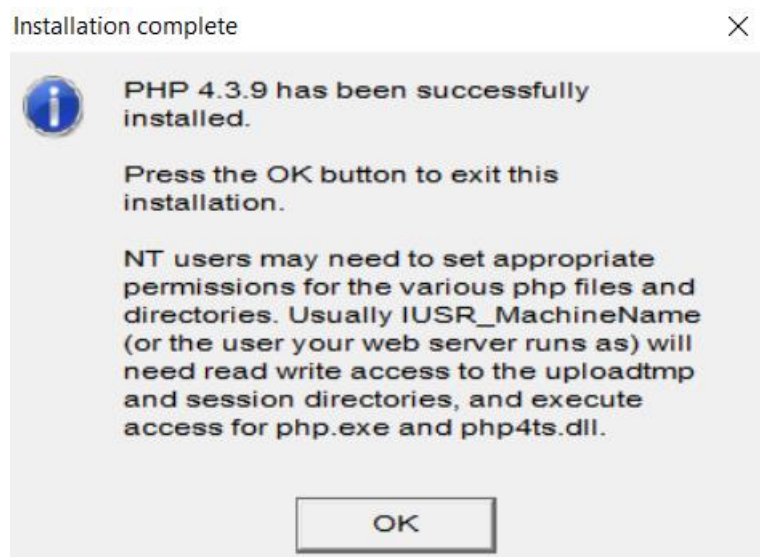 Installation complete
PHP 4.3.9 has been successfully
installed.
Press the OK button to exit this
installation.
NT users may need to set appropriate
permissions for the various php files and
directories. Usually IUSR_MachineName
(or the user your web server runs as) will
need read write access to the uploadtmp
and session directories, and execute
access for php.exe and php4ts.dll.
OK